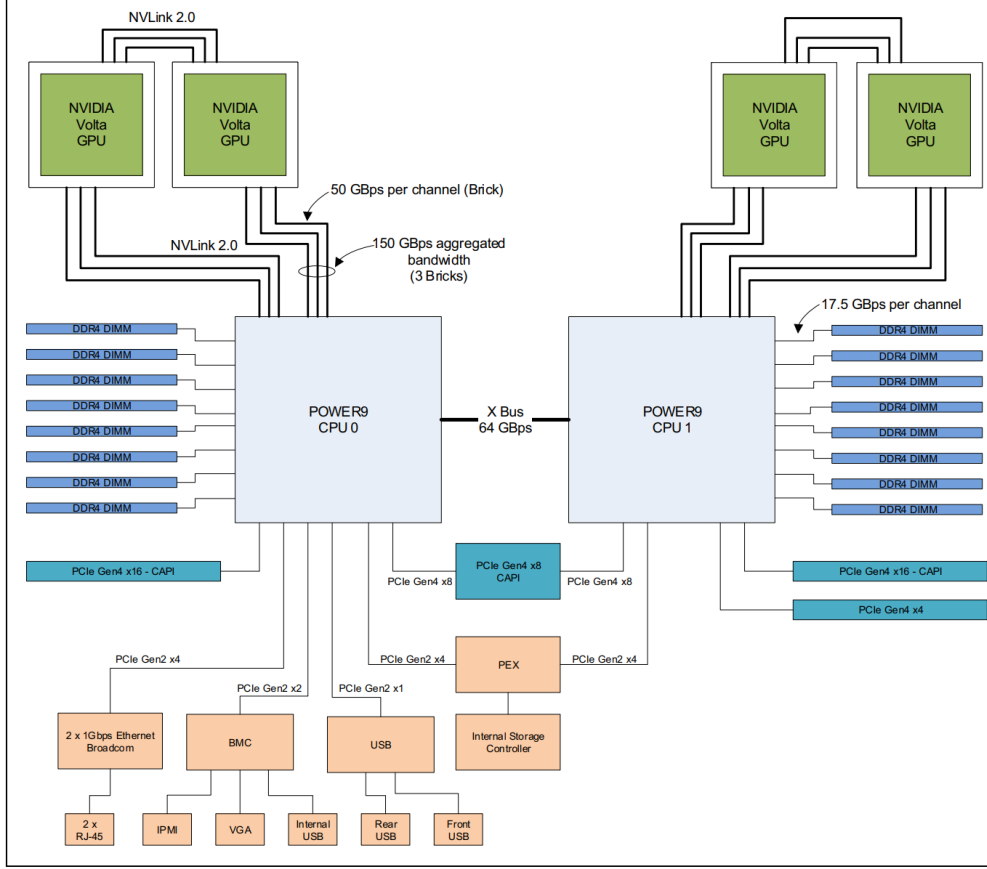 NVLink 2.0
NVIDIA
Volta
GPU
NVIDIA
Volta
GPU
NVIDIA
Volta
GPU
NVIDIA
Volta
GPU
50 GBps per channel (Brick)
NVLink 2.0
150 GBps aggregated
bandwidth
(3 Bricks)
17.5 GBps per channel
DDR4 DIMM
DDR4 DIMM
DDR4 DIMM
DDR4 DIMM
DDR4 DIMM
DDR4 DIMM
DDR4 DIMM
DDR4 DIMM
POWER9
CPU 0
X Bus
64 GBps
POWER9
CPU 1
DDR4 DIMM
DDR4 DIMM
DDR4 DIMM
DDR4 DIMM
DDR4 DIMM
DDR4 DIMM
DDR4 DIMM
DDR4 DIMM
PCIe Gen4 x16 - CAPI
PCIe Gen4 x8
PCIe Gen4 x8
CAPI
PCIe Gen4 x8
PCIe Gen4 x16 - CAPI
PCIe Gen4 x4
PCIe Gen2 x4
PCIe Gen2 x4
PEX
PCIe Gen2 x4
PCIe Gen2 x2
PCIe Gen2 x1
2 x 1Gbps Ethernet
Broadcom
BMC
USB
Internal Storage
Controller
2 x
RJ-45
IPMI
VGA
Internal
USB
Rear
USB
Front
USB